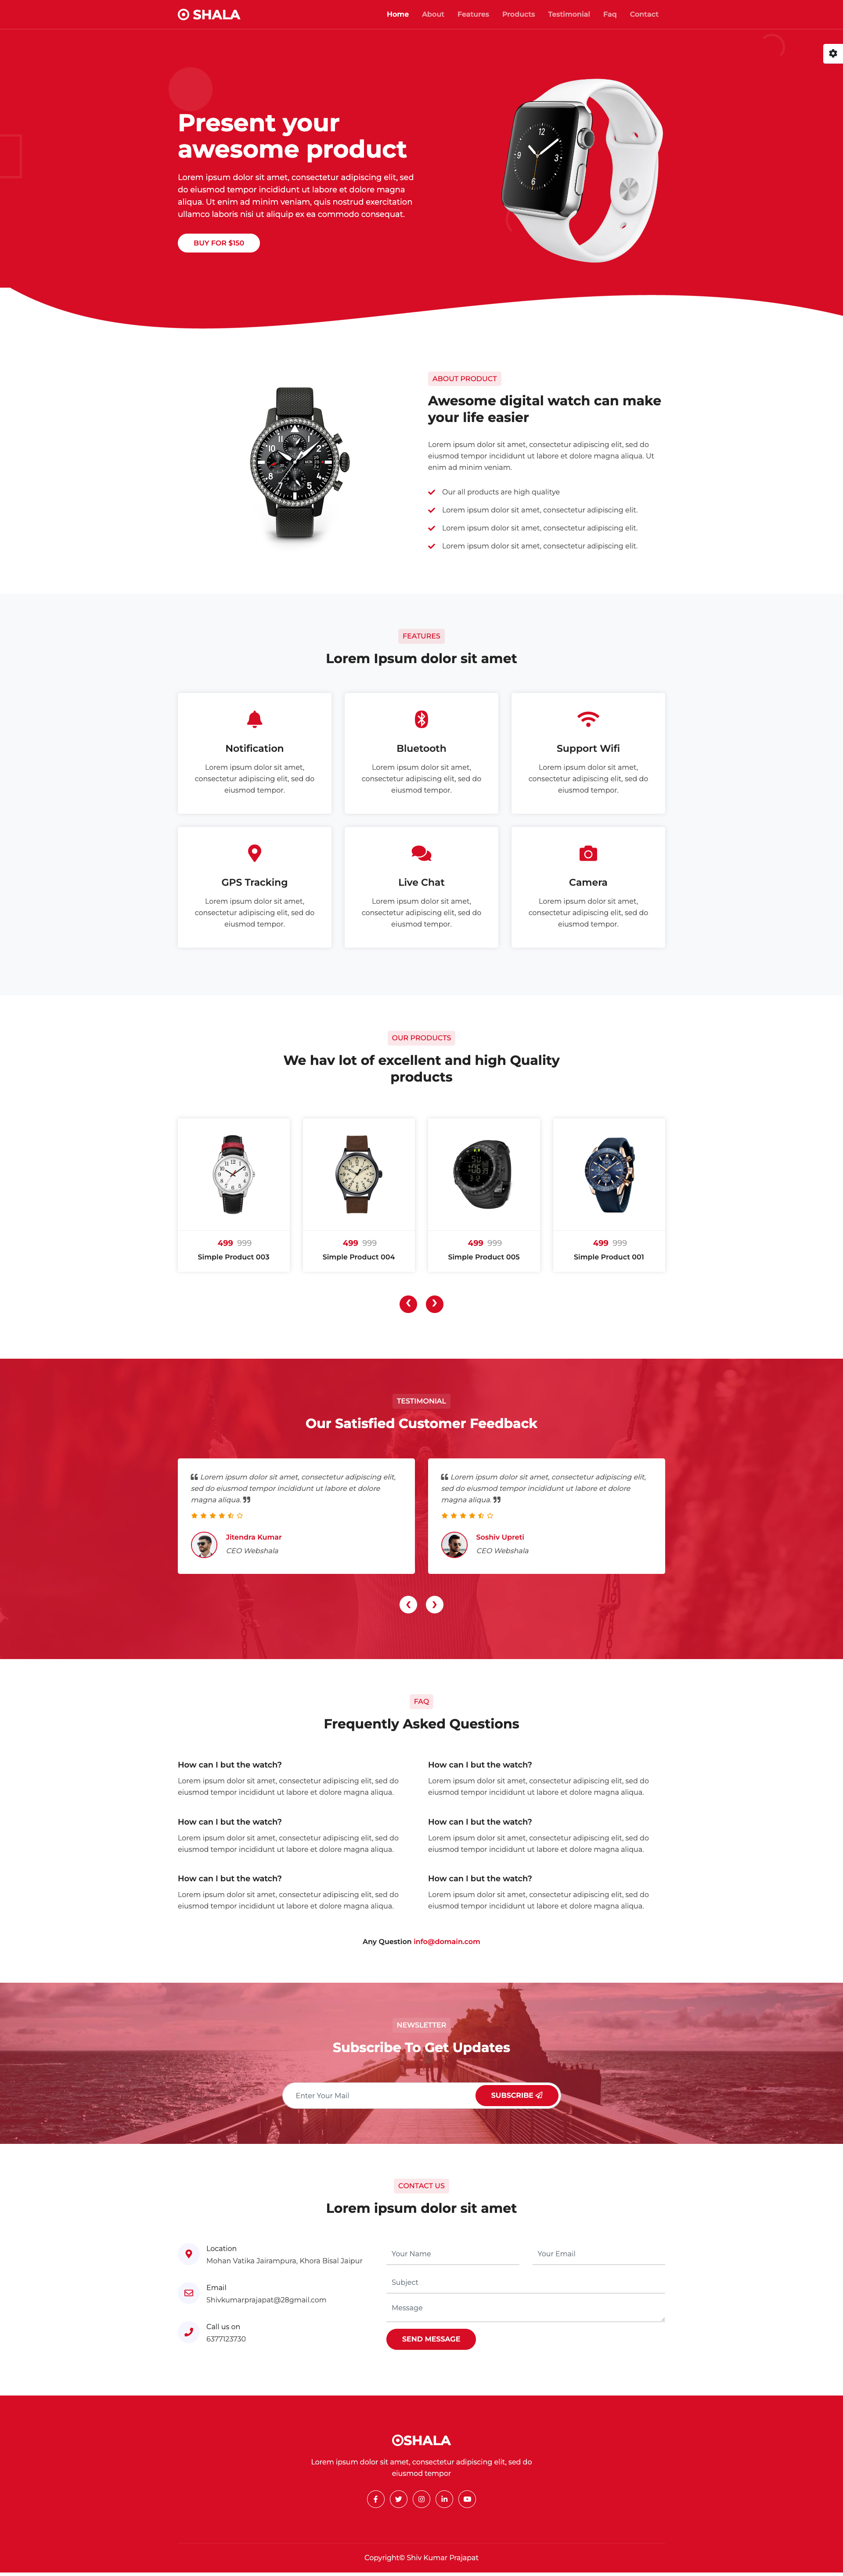 SHALA
Home About Features Products Testimonial Faq Contact
Present your
awesome product
Lorem ipsum dolor sit amet, consectetur adipiscing elit, sed
do eiusmod tempor incididunt ut labore et dolore magna
aliqua. Ut enim ad minim veniam, quis nostrud exercitation
ullamco laboris nisi ut aliquip ex ea commodo consequat.
BUY FOR $150
ABOUT PRODUCT
Awesome digital watch can make
your life easier
Lorem ipsum dolor sit amet, consectetur adipiscing elit, sed do
eiusmod tempor incididunt ut labore et dolore magna aliqua. Ut
enim ad minim veniam.
Our all products are high qualitye
Lorem ipsum dolor sit amet, consectetur adipiscing elit.
Lorem ipsum dolor sit amet, consectetur adipiscing elit.
Lorem ipsum dolor sit amet, consectetur adipiscing elit.
FEATURES
Lorem Ipsum dolor sit amet
Notification
Lorem ipsum dolor sit amet,
consectetur adipiscing elit, sed do
eiusmod tempor.
Bluetooth
Lorem ipsum dolor sit amet,
consectetur adipiscing elit, sed do
eiusmod tempor.
Support Wifi
Lorem ipsum dolor sit amet,
consectetur adipiscing elit, sed do
eiusmod tempor.
GPS Tracking
Lorem ipsum dolor sit amet,
consectetur adipiscing elit, sed do
eiusmod tempor.
Live Chat
Lorem ipsum dolor sit amet,
consectetur adipiscing elit, sed do
eiusmod tempor.
Camera
Lorem ipsum dolor sit amet,
consectetur adipiscing elit, sed do
eiusmod tempor.
OUR PRODUCTS
We hav lot of excellent and high Quality
products
499 999
Simple Product 003
499 999
Simple Product 004
499 999
Simple Product 005
499 999
Simple Product 001
TESTIMONIAL
Our Satisfied Customer Feedback
Lorem ipsum dolor sit amet, consectetur adipiscing elit,
sed do eiusmod tempor incididunt ut labore et dolore
magna aliqua.
Jitendra Kumar
CEO Webshala
Lorem ipsum dolor sit amet, consectetur adipiscing elit,
sed do eiusmod tempor incididunt ut labore et dolore
magna aliqua.
Soshiv Upreti
CEO Webshala
FAQ
Frequently Asked Questions
How can I but the watch?
Lorem ipsum dolor sit amet, consectetur adipiscing elit, sed do
eiusmod tempor incididunt ut labore et dolore magna aliqua.
How can I but the watch?
Lorem ipsum dolor sit amet, consectetur adipiscing elit, sed do
eiusmod tempor incididunt ut labore et dolore magna aliqua.
How can I but the watch?
Lorem ipsum dolor sit amet, consectetur adipiscing elit, sed do
eiusmod tempor incididunt ut labore et dolore magna aliqua.
How can I but the watch?
Lorem ipsum dolor sit amet, consectetur adipiscing elit, sed do
eiusmod tempor incididunt ut labore et dolore magna aliqua.
How can I but the watch?
Lorem ipsum dolor sit amet, consectetur adipiscing elit, sed do
eiusmod tempor incididunt ut labore et dolore magna aliqua.
How can I but the watch?
Lorem ipsum dolor sit amet, consectetur adipiscing elit, sed do
eiusmod tempor incididunt ut labore et dolore magna aliqua.
Any Question info@domain.com
NEWSLETTER
Subscribe To Get Updates
Enter Your Mail
SUBSCRIBE
CONTACT US
Lorem ipsum dolor sit amet
Location
Mohan Vatika Jairampura, Khora Bisal Jaipur
Email
Shivkumarprajapat@28gmail.com
Call us on
6377123730
Your Name
Your Email
Subject
Message
SEND MESSAGE
SHALA
Lorem ipsum dolor sit amet, consectetur adipiscing elit, sed do
eiusmod tempor
Copyright© Shiv Kumar Prajapat